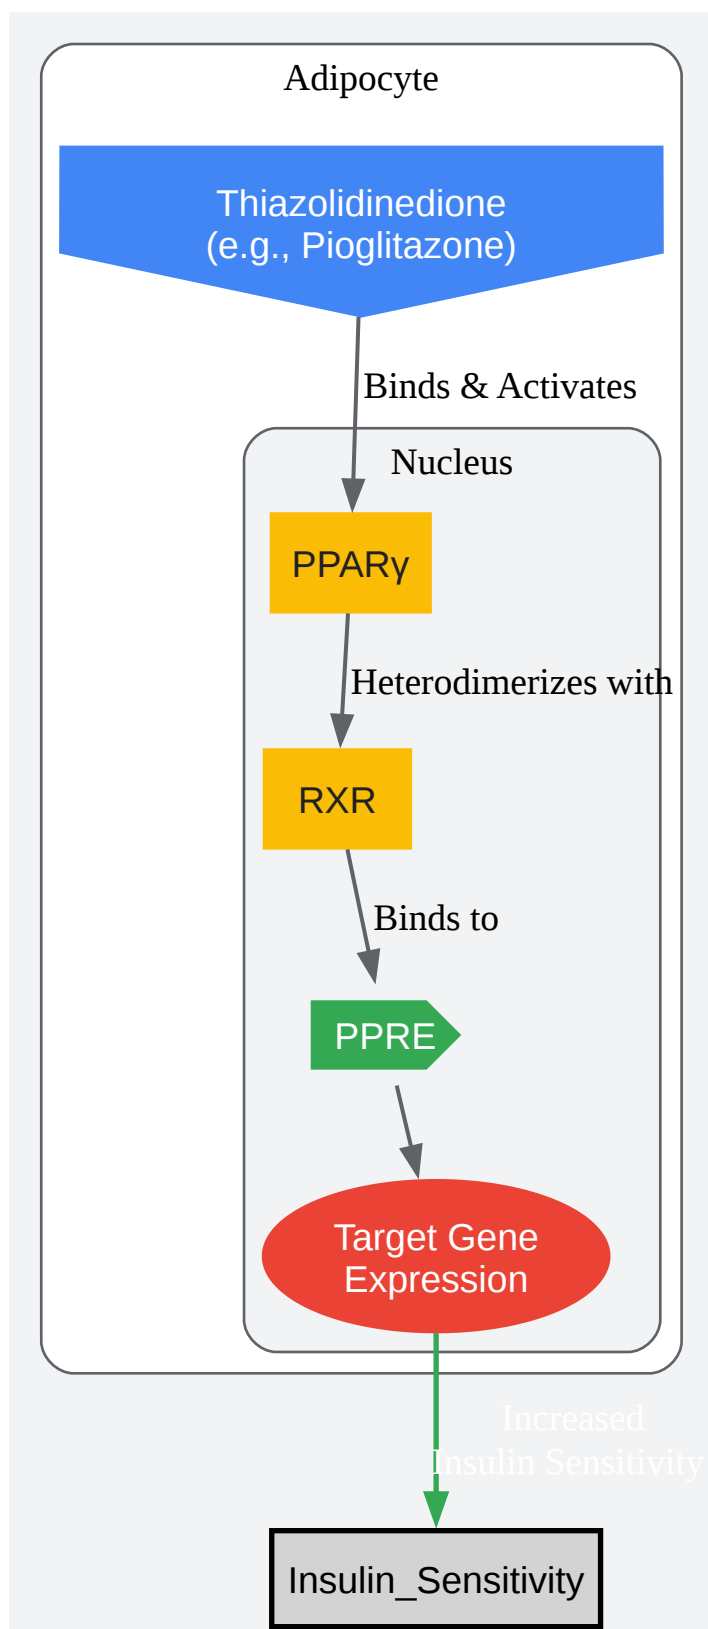 Adipocyte
Thiazolidinedione
(e.g., Pioglitazone)
Binds & Activates
Nucleus
PPARγ
Heterodimerizes with
RXR
Binds to
PPRE
Target Gene
Expression
Increased
Insulin Sensitivity
Insulin_Sensitivity